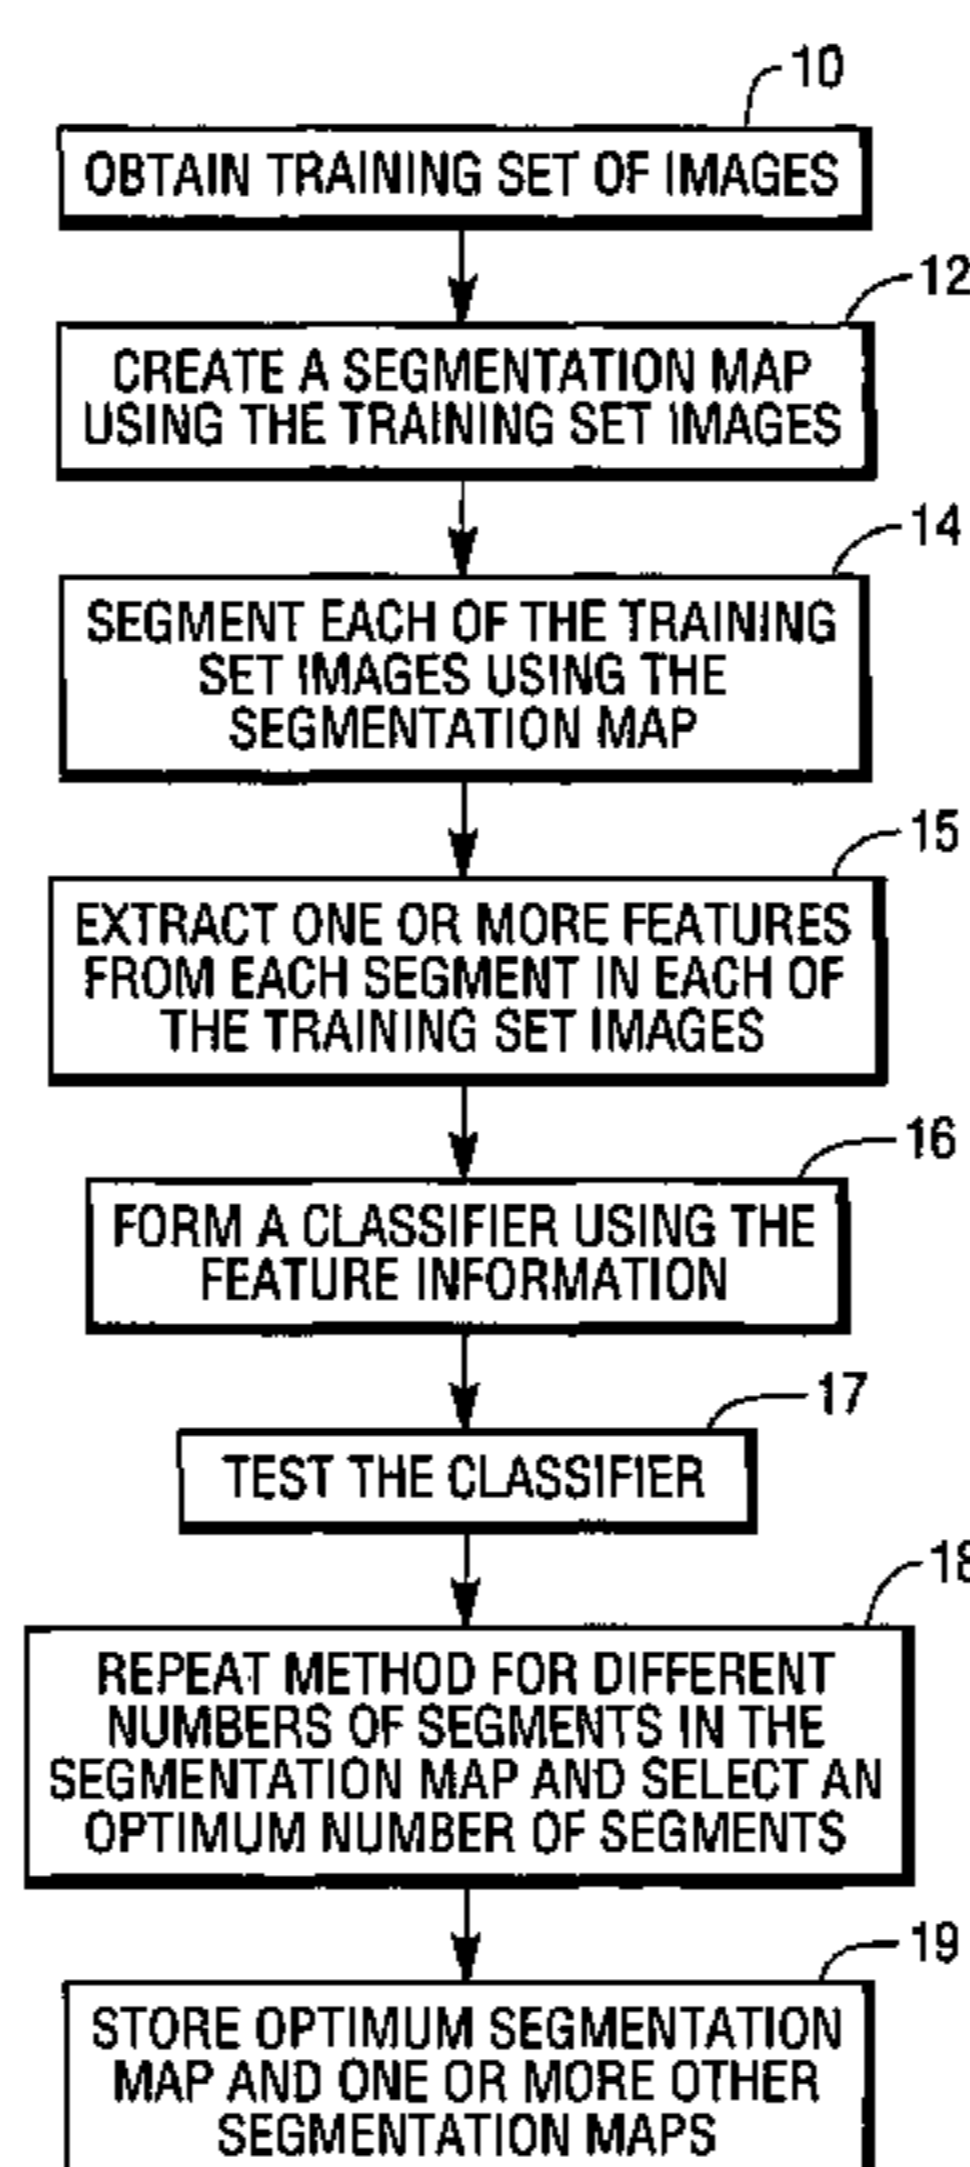 10
OBTAIN TRAINING SET OF IMAGES
12
CREATE A SEGMENTATION MAP
USING THE TRAINING SET IMAGES
14
SEGMENT EACH OF THE TRAINING
SET IMAGES USING THE
SEGMENTATION MAP
15
EXTRACT ONE OR MORE FEATURES
FROM EACH SEGMENT IN EACH OF
THE TRAINING SET IMAGES
16
FORM A CLASSIFIER USING THE
FEATURE INFORMATION
17
TEST THE CLASSIFIER
18
REPEAT METHOD FOR DIFFERENT
NUMBERS OF SEGMENTS IN THE
SEGMENTATION MAP AND SELECT AN
OPTIMUM NUMBER OF SEGMENTS
19
STORE OPTIMUM SEGMENTATION
MAP AND ONE OR MORE OTHER
SEGMENTATION MAPS